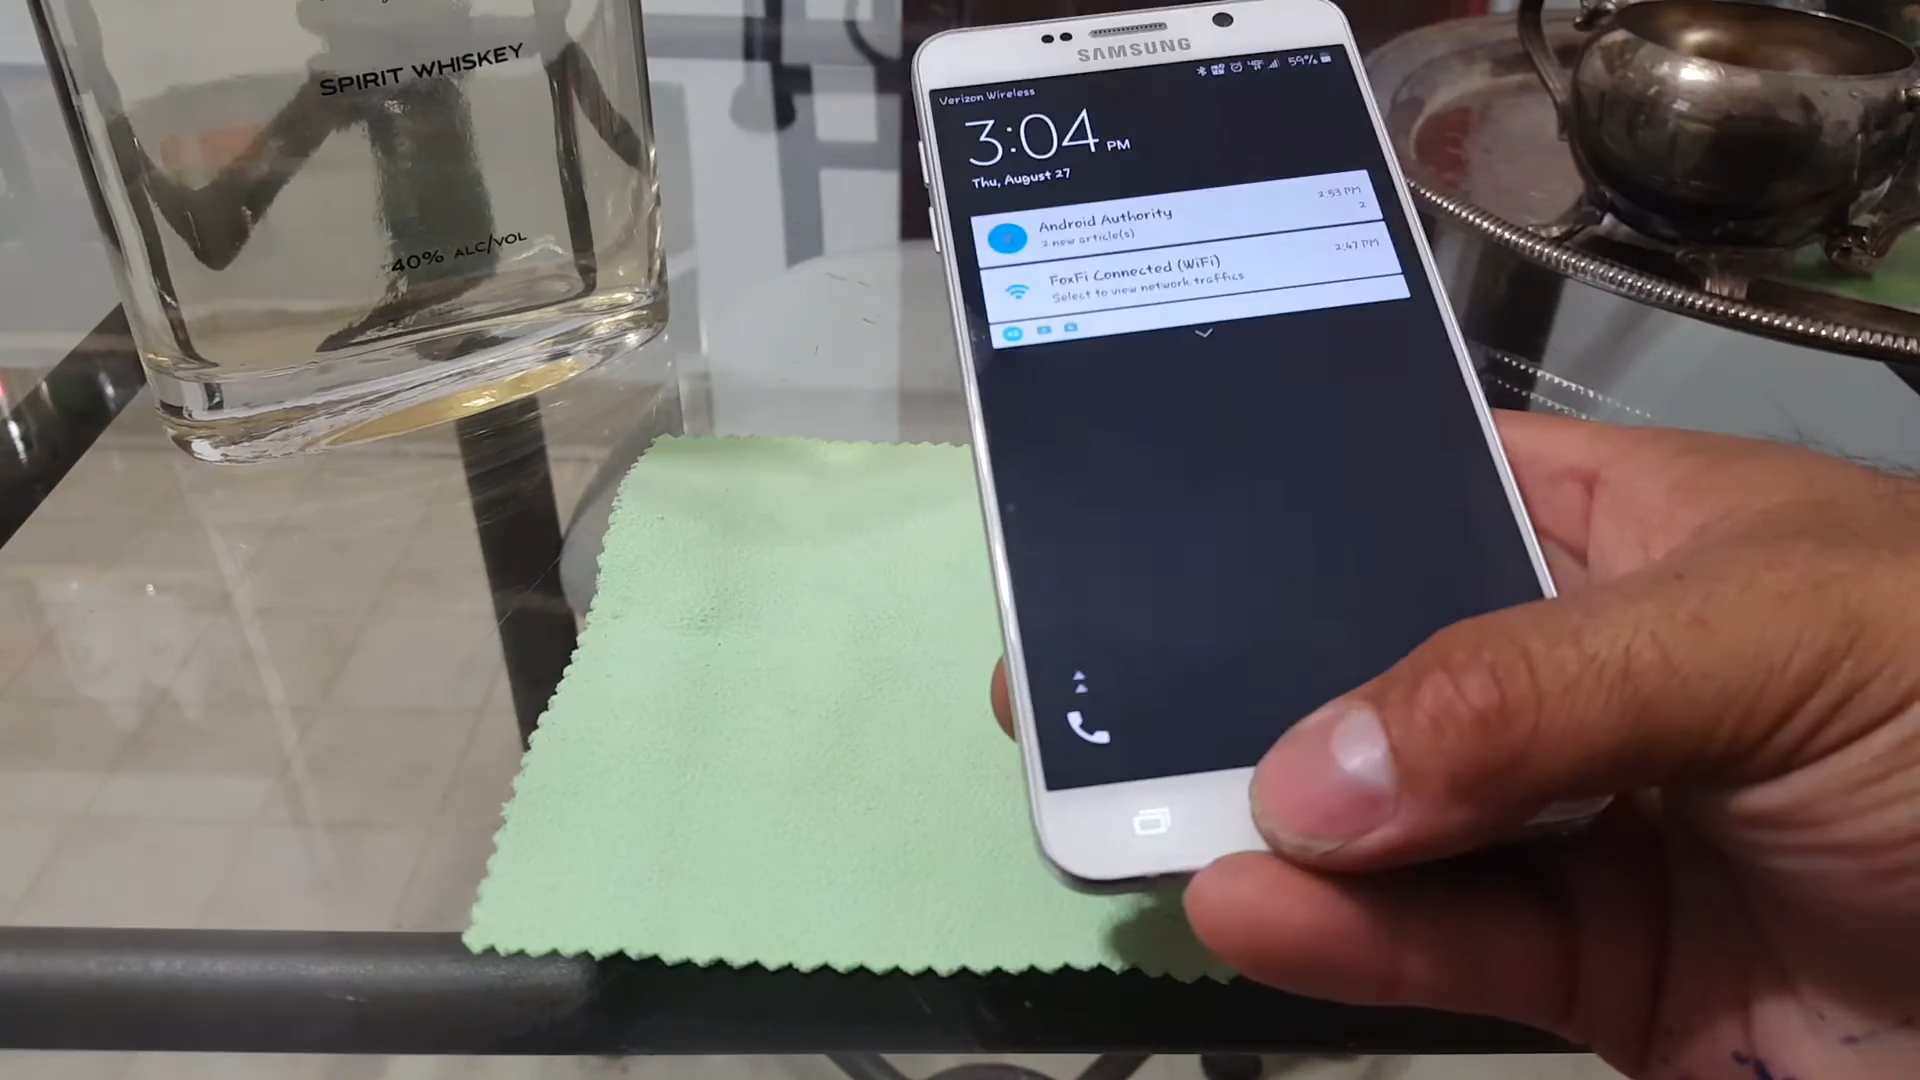 SPIRIT WHISKEY
40% ALC/VOL
SAMSUNG
59%
Verizon Wireless
3:04 PM
Thu, August 27
Android Authority
2:53 PM
2 new article(s)
2
FoxFi Connected (WiFi)
2:47 PM
Select to view network traffics